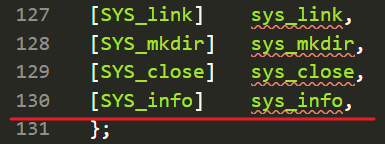 127 [SYS_link] sys_link,
128 [SYS_mkdir] sys_mkdir,
129 [SYS_close] sys_close,
130 [SYS_info] sys_info,
131 };